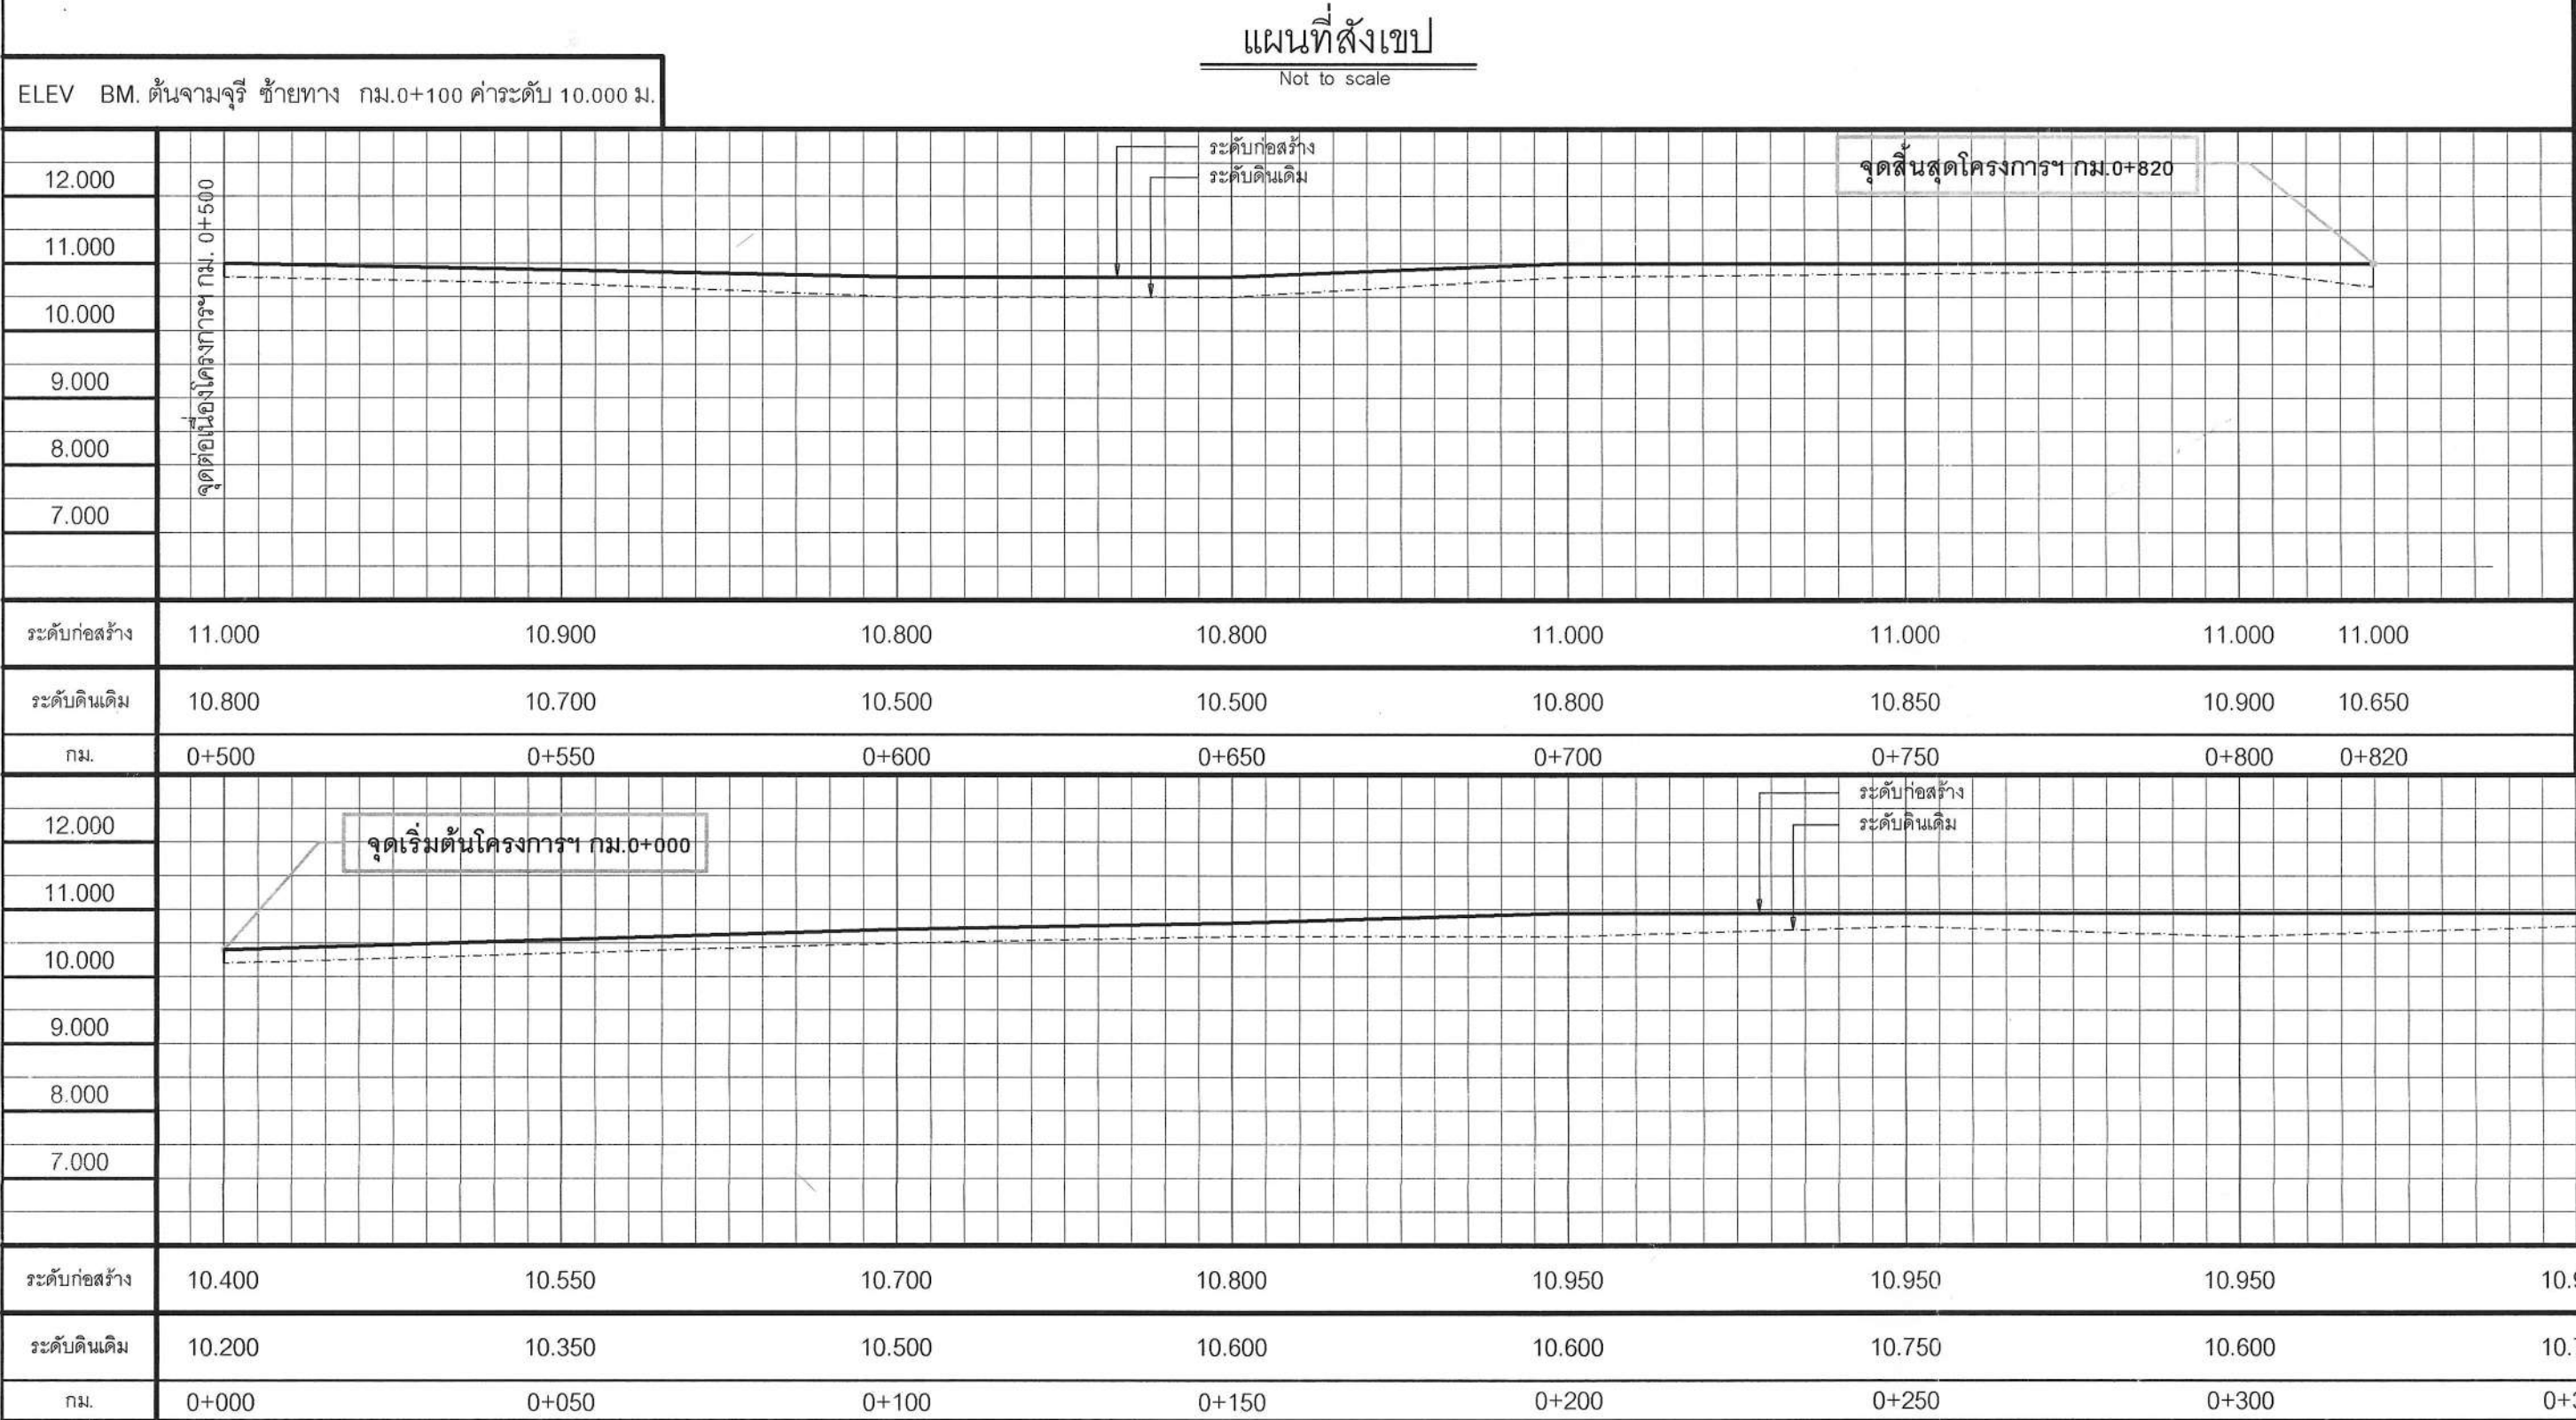 แผนที่สังเขป
Not to scale
ELEV BM. ต้นจามจุรี ซ้ายทาง กม.0+100 ค่าระดับ 10.000 ม.
ระดับก่อสร้าง
ระดับดินเดิม
จุดสิ้นสุดโครงการฯ กม.0+820
จุดต่อเนื่องโครงการฯ กม. 0+500
12.000
11.000
10.000
9.000
8.000
7.000
ระดับก่อสร้าง 11.000 10.900 10.800 10.800 11.000 11.000 11.000 11.000
ระดับดินเดิม 10.800 10.700 10.500 10.500 10.800 10.850 10.900 10.650
กม. 0+500 0+550 0+600 0+650 0+700 0+750 0+800 0+820
ระดับก่อสร้าง
ระดับดินเดิม
จุดเริ่มต้นโครงการฯ กม.0+000
12.000
11.000
10.000
9.000
8.000
7.000
ระดับก่อสร้าง 10.400 10.550 10.700 10.800 10.950 10.950 10.950
ระดับดินเดิม 10.200 10.350 10.500 10.600 10.600 10.750 10.600
กม. 0+000 0+050 0+100 0+150 0+200 0+250 0+300